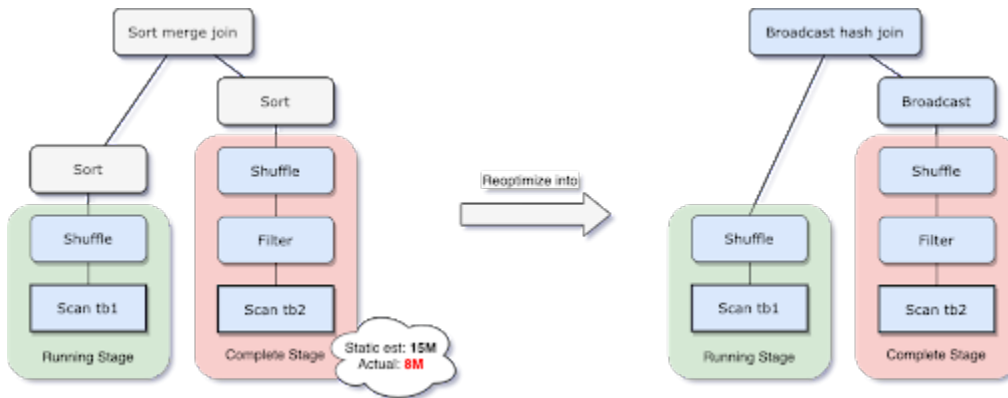 Sort merge join
Sort
Sort
Shuffle
Shuffle
Filter
Scan tb1
Scan tb2
Running Stage
Complete Stage
Static est: 15M
Actual: 8M
Reoptimize into
Broadcast hash join
Broadcast
Shuffle
Shuffle
Filter
Scan tb1
Scan tb2
Running Stage
Complete Stage